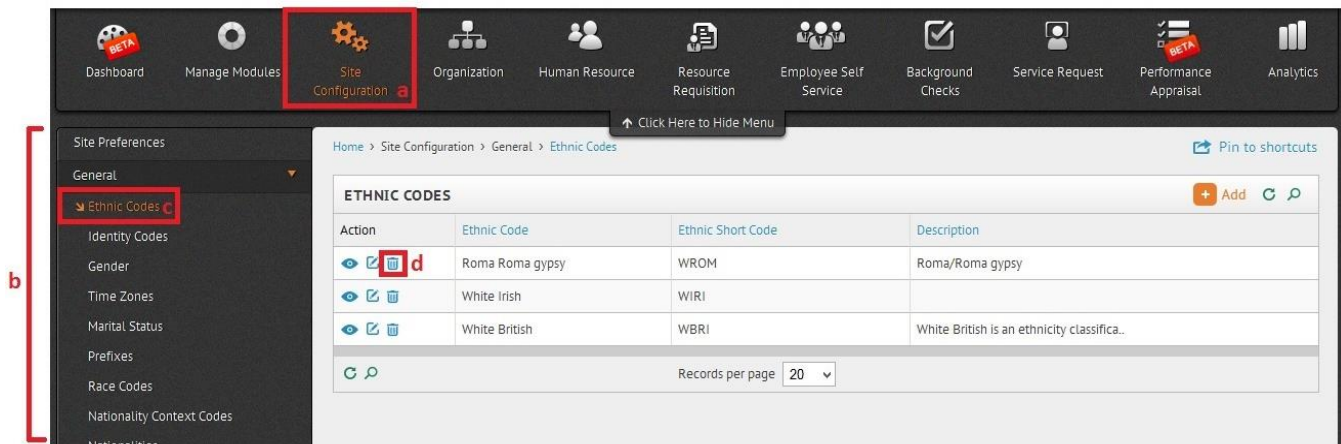 BETA
BETA
Dashboard
Manage Modules
Site Configuration a
Organization
Human Resource
Resource Requisition
Employee Self Service
Background Checks
Service Request
Performance Appraisal
Analytics
↑ Click Here to Hide Menu
b
Site Preferences
General
Ethnic Codes c
Identity Codes
Gender
Time Zones
Marital Status
Prefixes
Race Codes
Nationality Context Codes
Nationalities
Home > Site Configuration > General > Ethnic Codes
Pin to shortcuts
ETHNIC CODES
+ Add
Action Ethnic Code Ethnic Short Code Description
d Roma Roma gypsy WROM Roma/Roma gypsy
White Irish WIRI
White British WBRI White British is an ethnicity classifica..
Records per page 20